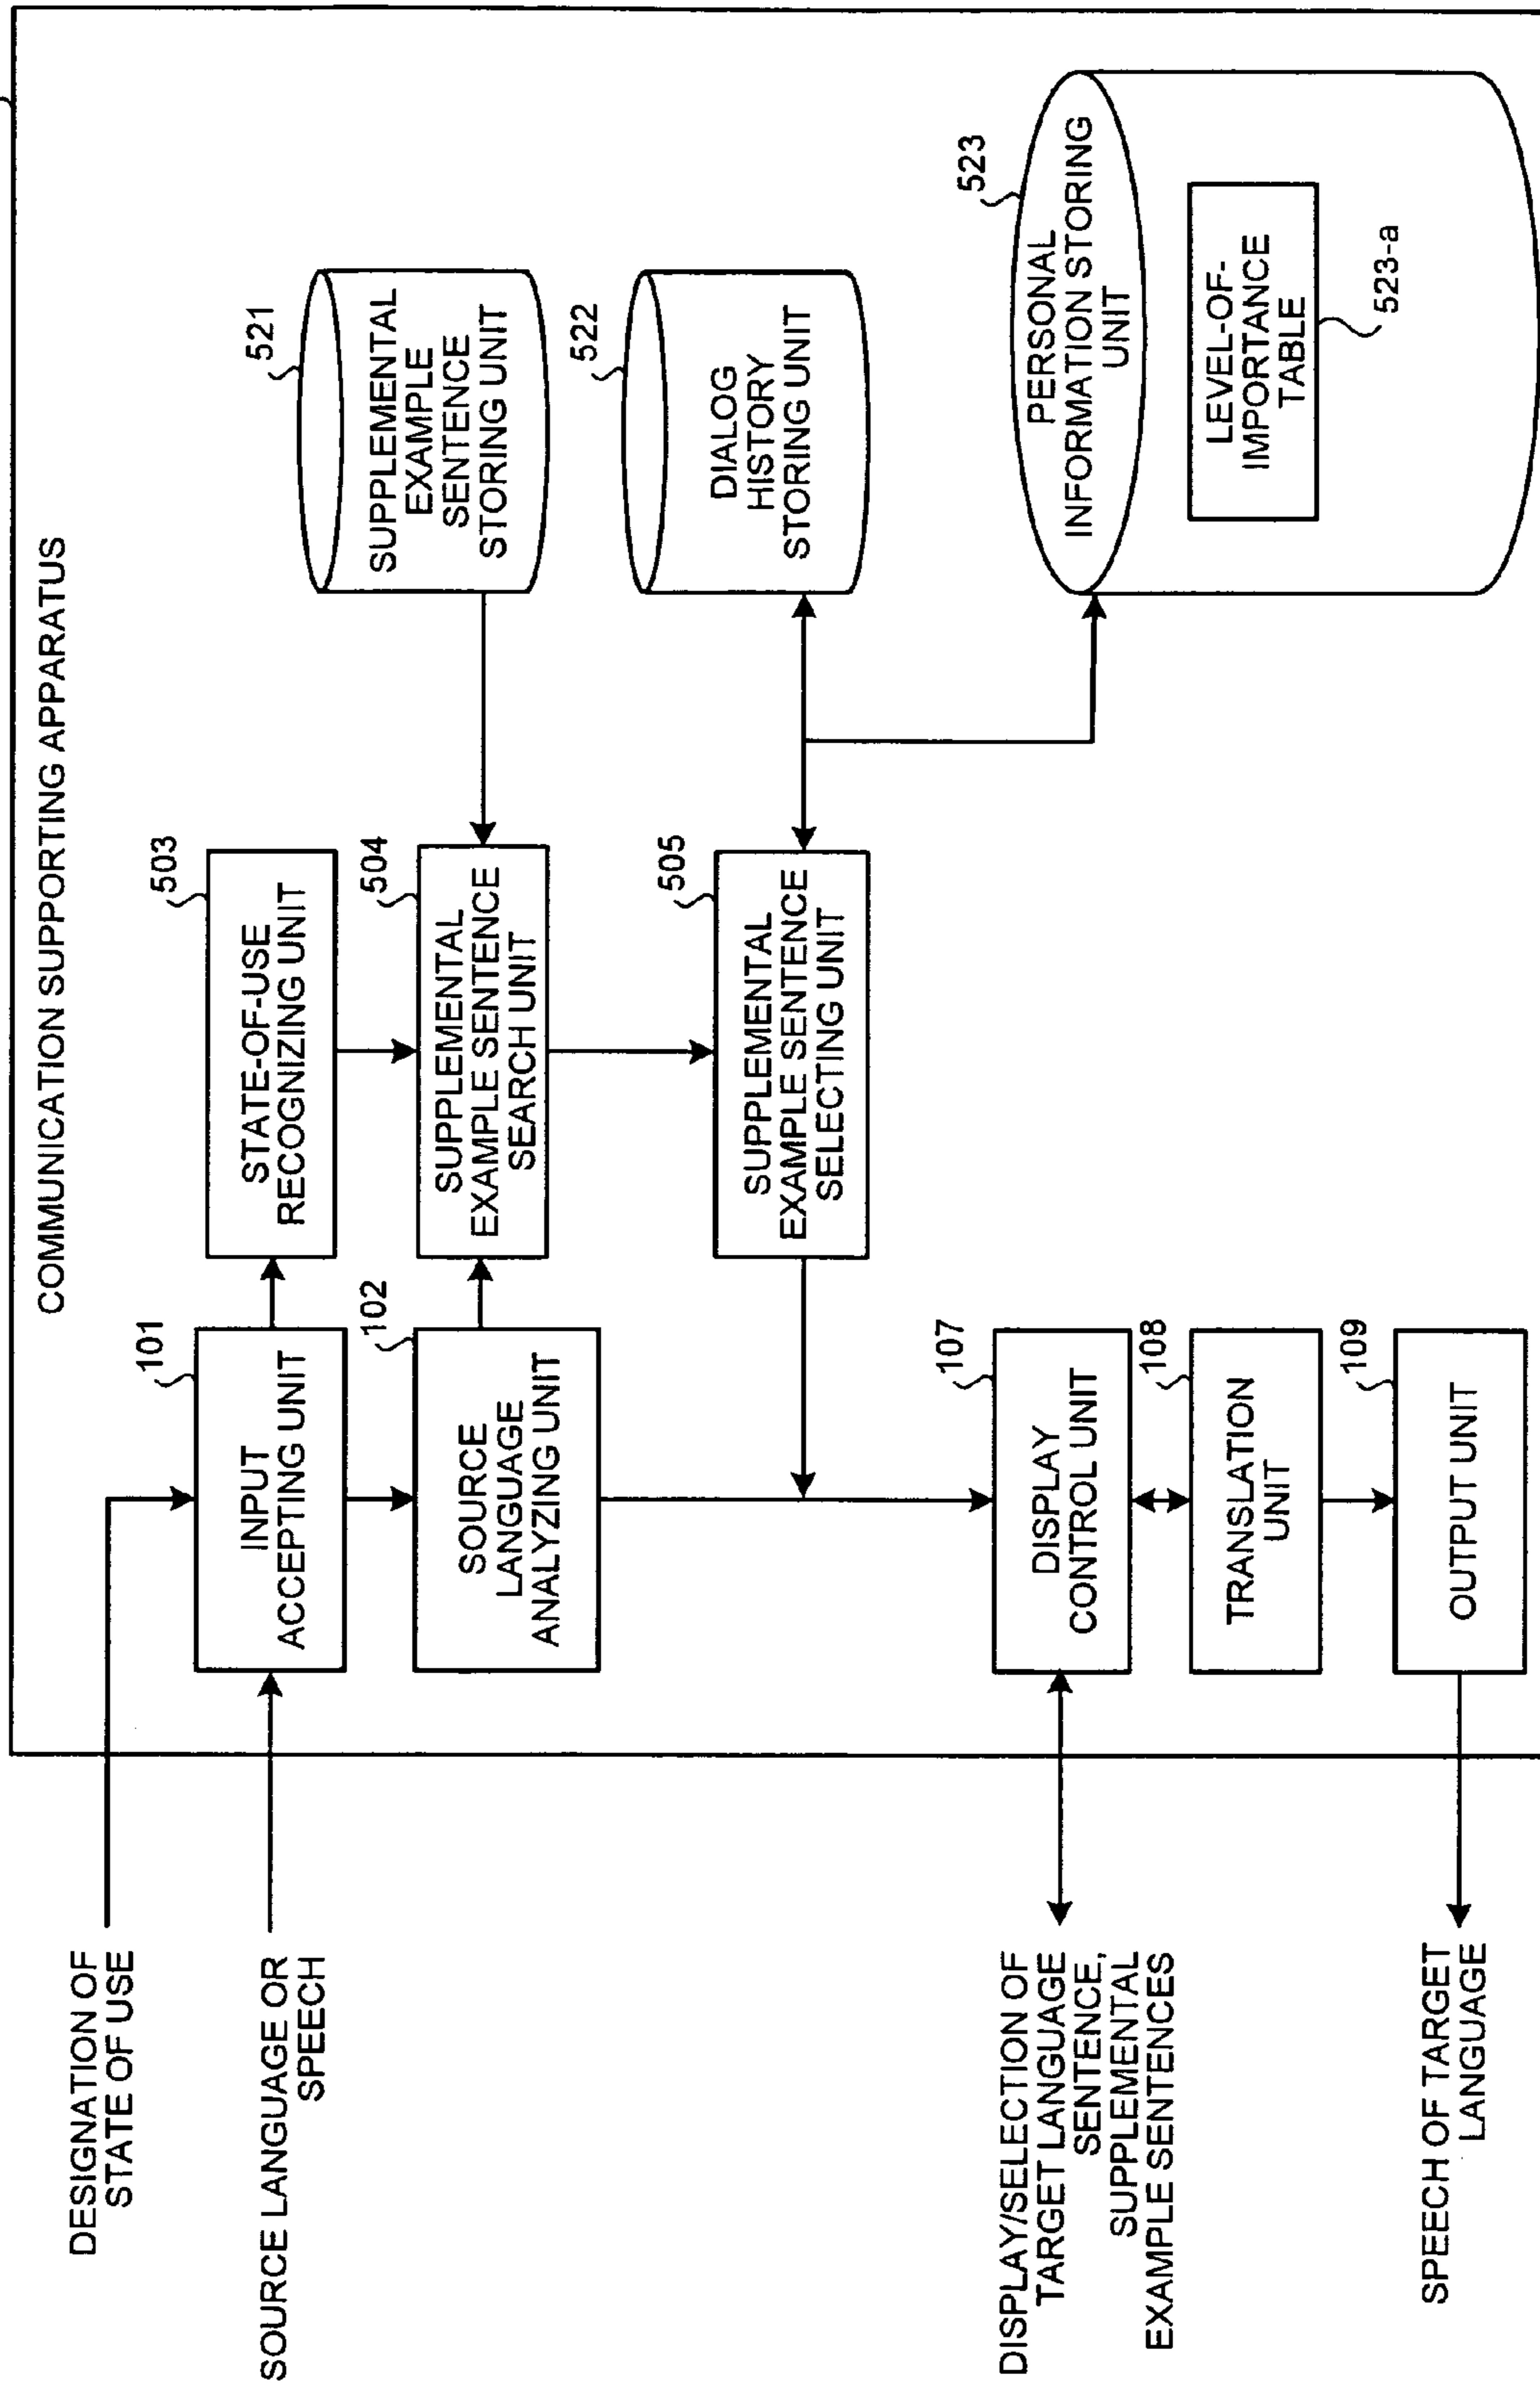 COMMUNICATION SUPPORTING APPARATUS
DESIGNATION OF
STATE OF USE
SOURCE LANGUAGE OR
SPEECH
101
INPUT
ACCEPTING UNIT
503
STATE-OF-USE
RECOGNIZING UNIT
102
SOURCE
LANGUAGE
ANALYZING UNIT
504
SUPPLEMENTAL
EXAMPLE SENTENCE
SEARCH UNIT
521
SUPPLEMENTAL
EXAMPLE
SENTENCE
STORING UNIT
505
SUPPLEMENTAL
EXAMPLE SENTENCE
SELECTING UNIT
522
DIALOG
HISTORY
STORING UNIT
DISPLAY/SELECTION OF
TARGET LANGUAGE
SENTENCE,
SUPPLEMENTAL
EXAMPLE SENTENCES
107
DISPLAY
CONTROL UNIT
523
PERSONAL
INFORMATION STORING
UNIT
108
TRANSLATION
UNIT
LEVEL-OF-
IMPORTANCE
TABLE
523-a
SPEECH OF TARGET
LANGUAGE
109
OUTPUT UNIT